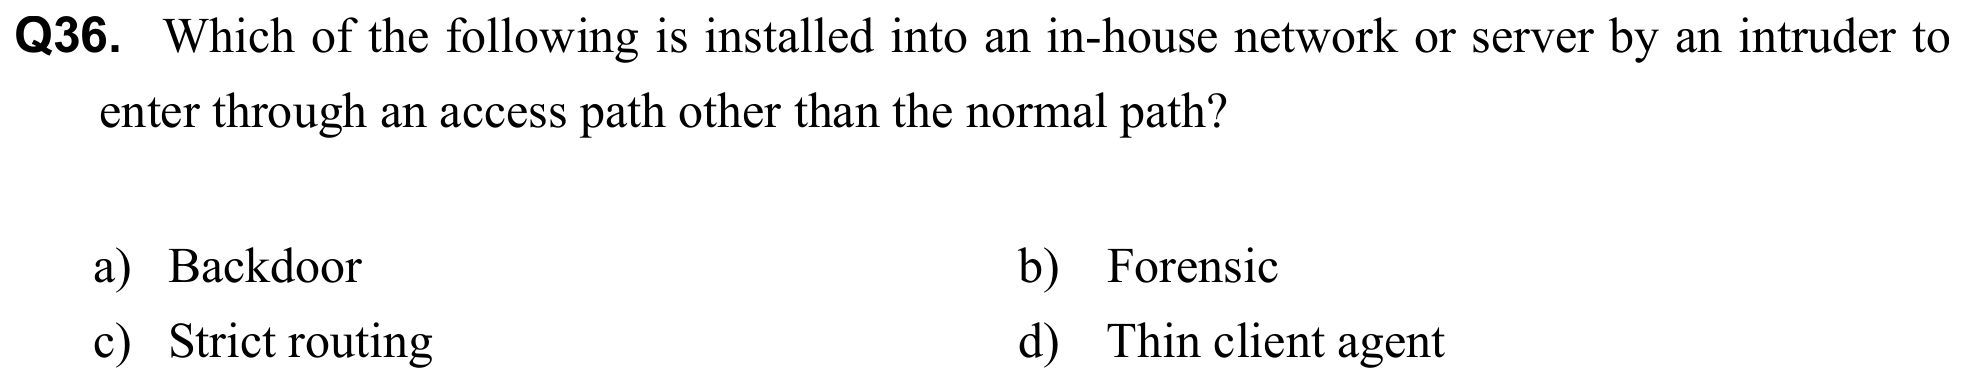 Q36. Which of the following is installed into an in-house network or server by an intruder to
enter through an access path other than the normal path?
a) Backdoor b) Forensic
c) Strict routing d) Thin client agent